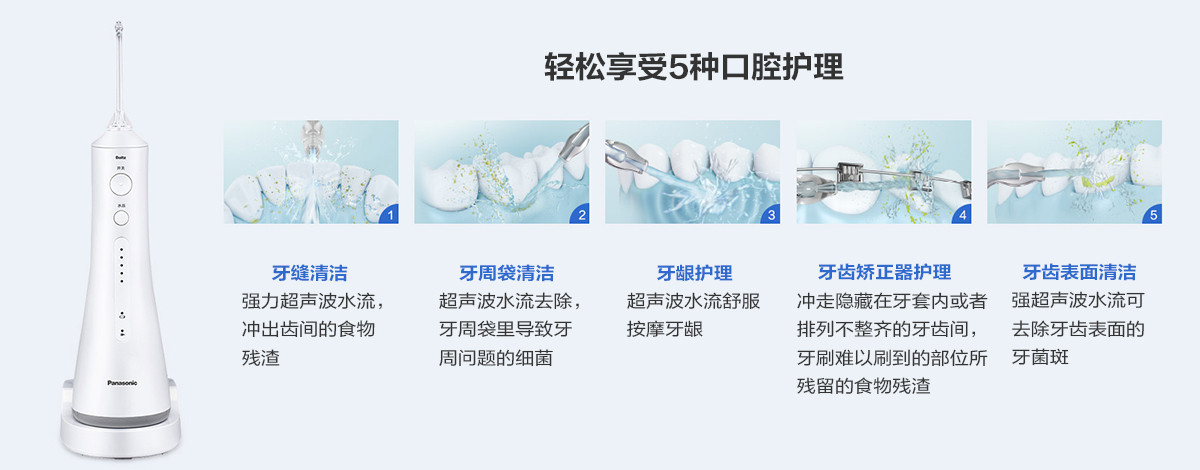 轻松享受5种口腔护理
Doltz
开关
水压
Panasonic
1
2
3
4
5
牙缝清洁
强力超声波水流，
冲出齿间的食物
残渣
牙周袋清洁
超声波水流去除，
牙周袋里导致牙
周问题的细菌
牙龈护理
超声波水流舒服
按摩牙龈
牙齿矫正器护理
冲走隐藏在牙套内或者
排列不整齐的牙齿间，
牙刷难以刷到的部位所
残留的食物残渣
牙齿表面清洁
强超声波水流可
去除牙齿表面的
牙菌斑